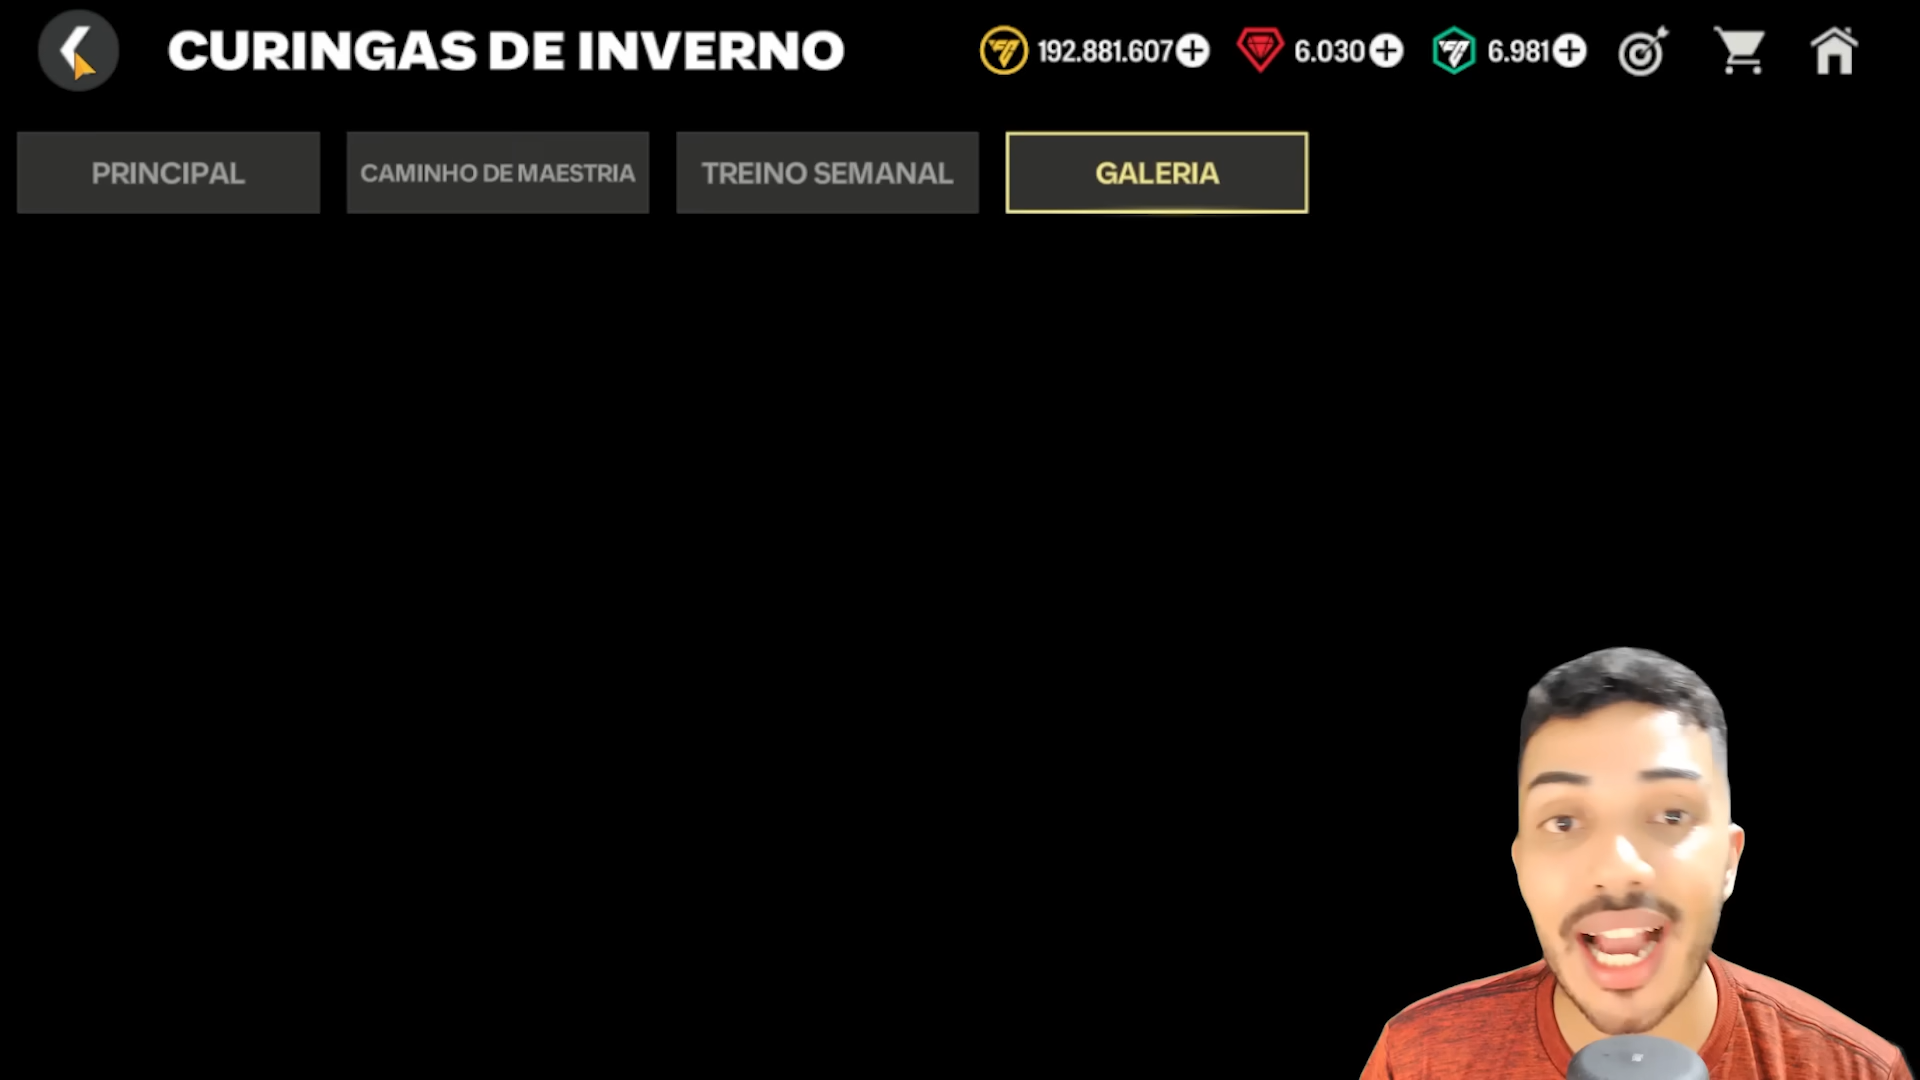 CURINGAS DE INVERNO
192.881.607
6.030
6.981
PRINCIPAL
CAMINHO DE MAESTRIA
TREINO SEMANAL
GALERIA